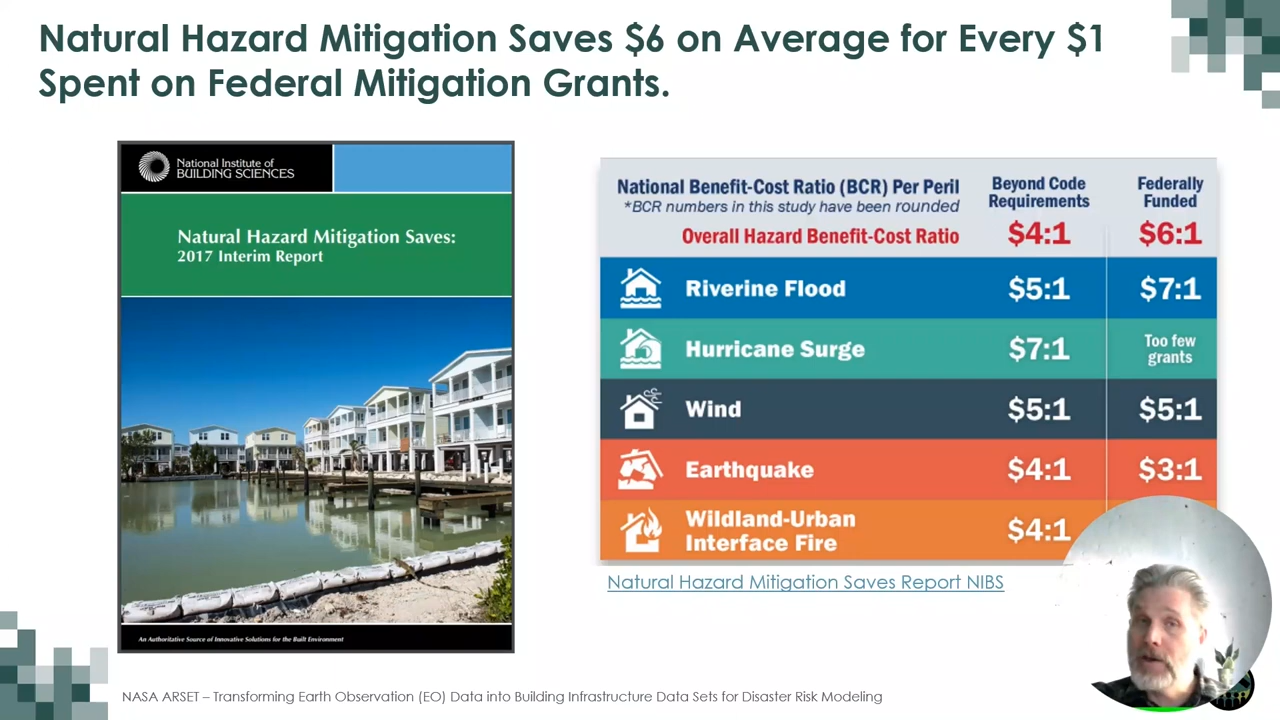 Natural Hazard Mitigation Saves $6 on Average for Every $1
Spent on Federal Mitigation Grants.
National Institute of
BUILDING SCIENCES
Natural Hazard Mitigation Saves:
2017 Interim Report
An Authoritative Source of Innovative Solutions for the Built Environment
National Benefit-Cost Ratio (BCR) Per Peril
*BCR numbers in this study have been rounded
Overall Hazard Benefit-Cost Ratio
Beyond Code
Requirements
$4:1
Federally
Funded
$6:1
Riverine Flood $5:1 $7:1
Hurricane Surge $7:1 Too few
grants
Wind $5:1 $5:1
Earthquake $4:1 $3:1
Wildland-Urban
Interface Fire $4:1
Natural Hazard Mitigation Saves Report NIBS
NASA ARSET – Transforming Earth Observation (EO) Data into Building Infrastructure Data Sets for Disaster Risk Modeling